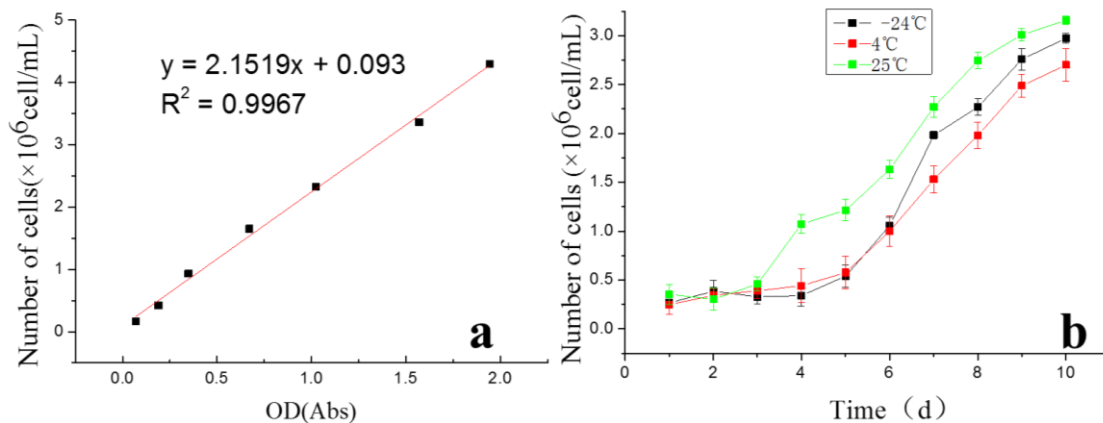 y = 2.1519x + 0.093
R² = 0.9967
Number of cells(×10⁶cell/mL)
5
4
3
2
1
0
0.0 0.5 1.0 1.5 2.0
OD(Abs)
a
-24℃
4℃
25℃
Number of cells (×10⁶cell/mL)
3.0
2.5
2.0
1.5
1.0
0.5
0.0
0 2 4 6 8 10
Time（d）
b